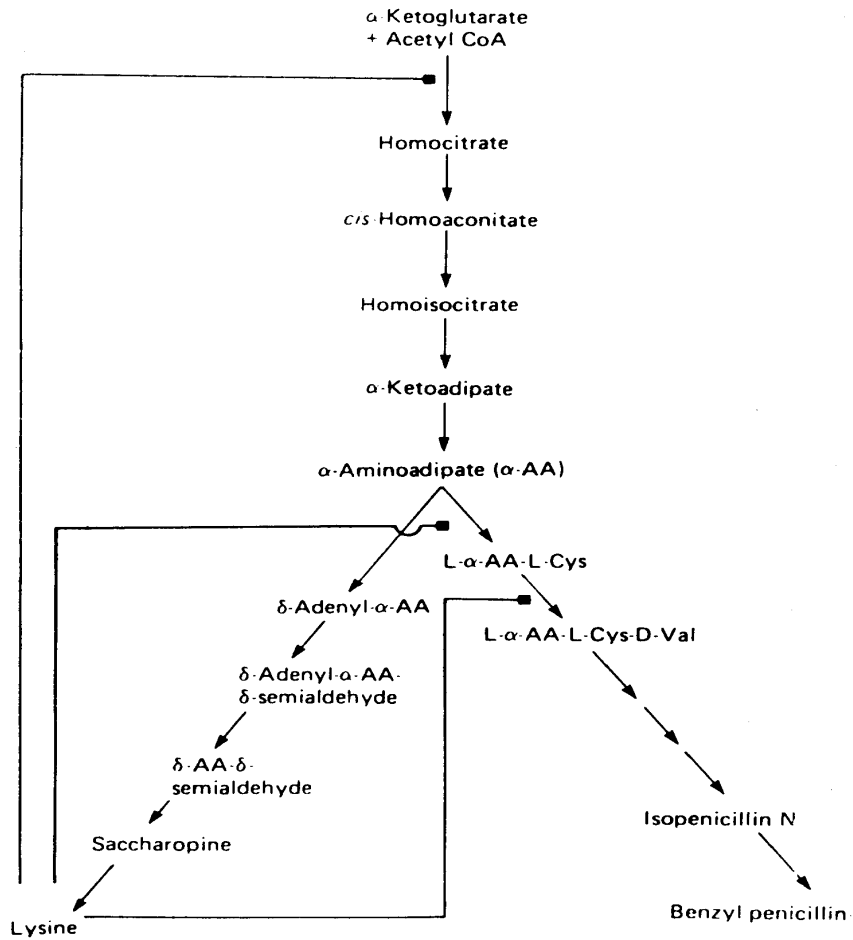 α-Ketoglutarate
+ Acetyl CoA
Homocitrate
cis-Homoaconitate
Homoisocitrate
α-Ketoadipate
α-Aminoadipate (α-AA)
L-α-AA-L-Cys
δ-Adenyl-α-AA
L-α-AA-L-Cys-D-Val
δ-Adenyl-α-AA-
δ-semialdehyde
δ-AA-δ-
semialdehyde
Isopenicillin N
Saccharopine
Benzyl penicillin
Lysine